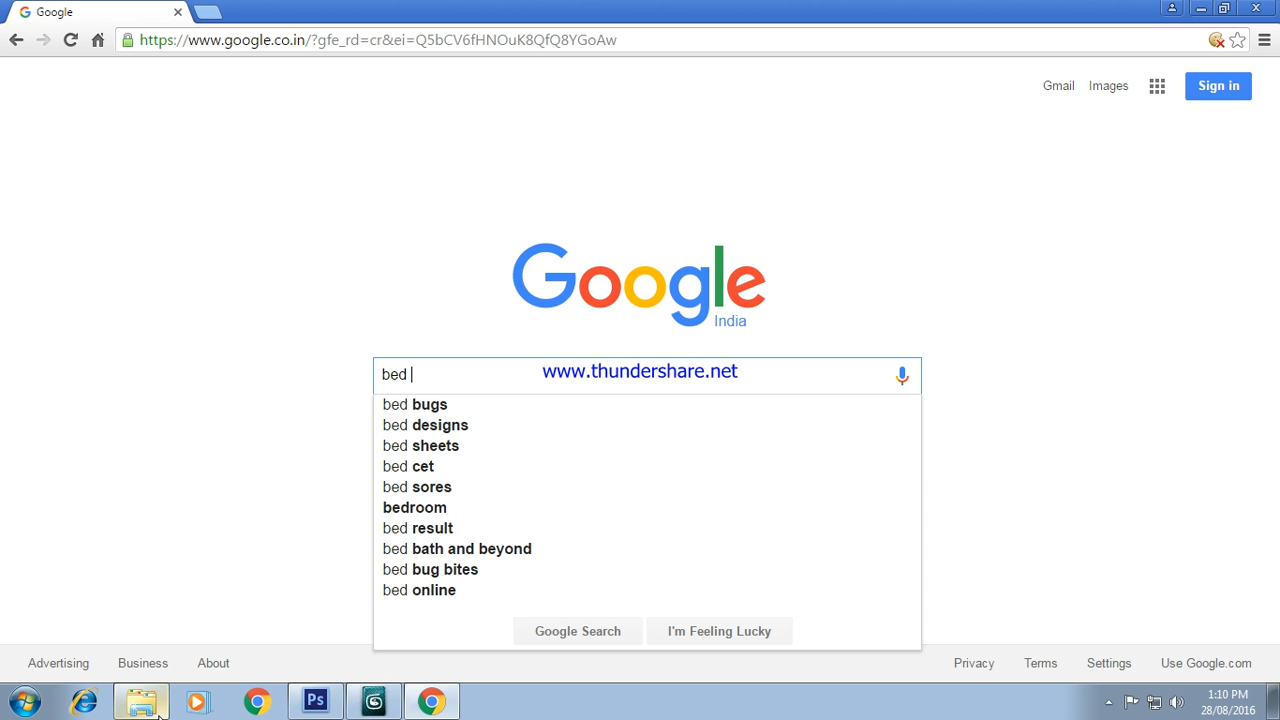 Google
https://www.google.co.in/?gfe_rd=cr&ei=Q5bCV6fHNOuK8QfQ8YGoAw
Gmail Images Sign in
Google
India
bed www.thundershare.net
bed bugs
bed designs
bed sheets
bed cet
bed sores
bedroom
bed result
bed bath and beyond
bed bug bites
bed online
Google Search I'm Feeling Lucky
Advertising Business About Privacy Terms Settings Use Google.com
Ps
1:10 PM
28/08/2016